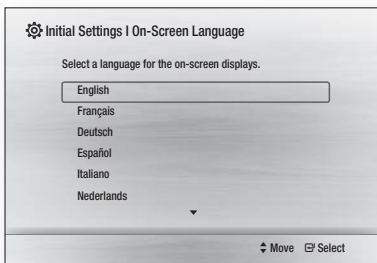 Initial Settings I On-Screen Language
Select a language for the on-screen displays.
English
Français
Deutsch
Español
Italiano
Nederlands
Move Select